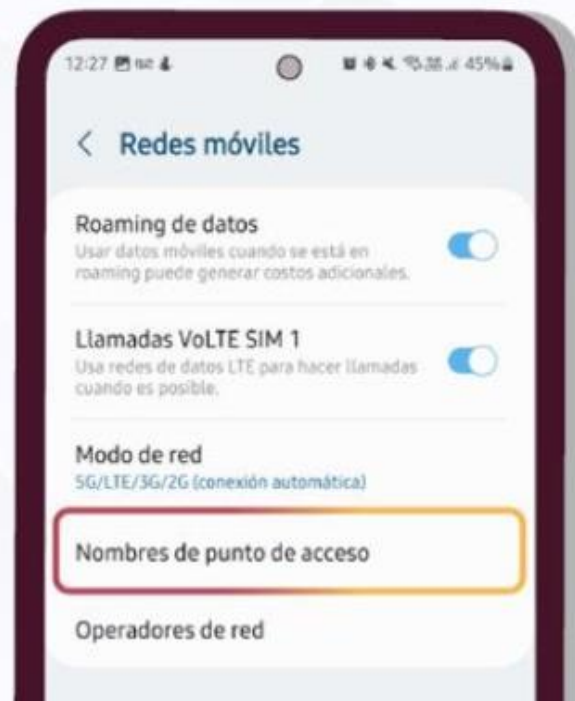 12:27
45%
Redes móviles
Roaming de datos
Usar datos móviles cuando se está en
roaming puede generar costos adicionales.
Llamadas VoLTE SIM 1
Usa redes de datos LTE para hacer llamadas
cuando es posible.
Modo de red
5G/LTE/3G/2G (conexión automática)
Nombres de punto de acceso
Operadores de red